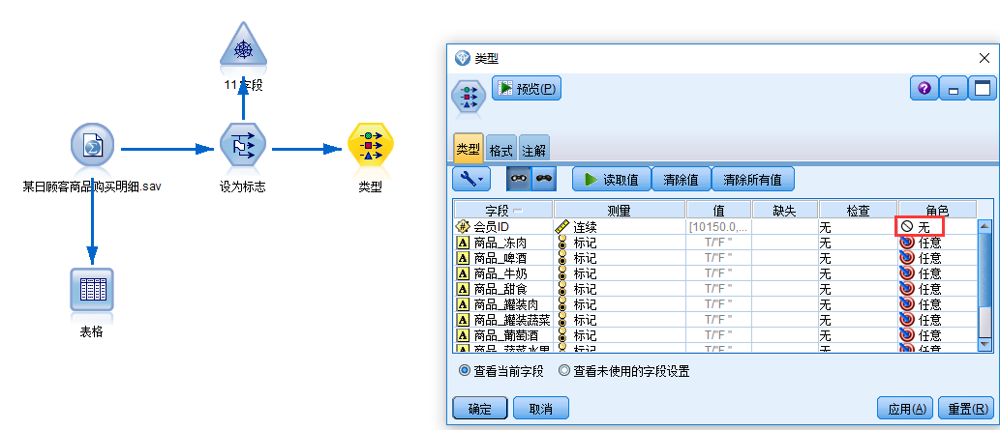 11 字段
某日顾客商品购买明细.sav
设为标志
类型
表格
类型
预览(P)
类型 格式 注解
读取值 清除值 清除所有值
字段 测量 值 缺失 检查 角色
会员ID 连续 [10150.0,... 无 无
A 商品_冻肉 标记 T/"F " 无 任意
A 商品_啤酒 标记 T/"F " 无 任意
A 商品_牛奶 标记 T/"F " 无 任意
A 商品_甜食 标记 T/"F " 无 任意
A 商品_罐装肉 标记 T/"F " 无 任意
A 商品_罐装蔬菜 标记 T/"F " 无 任意
A 商品_葡萄酒 标记 T/"F " 无 任意
A 商品_蔬菜水果 标记 T/"F " 无 任意
查看当前字段 查看未使用的字段设置
确定 取消 应用(A) 重置(R)